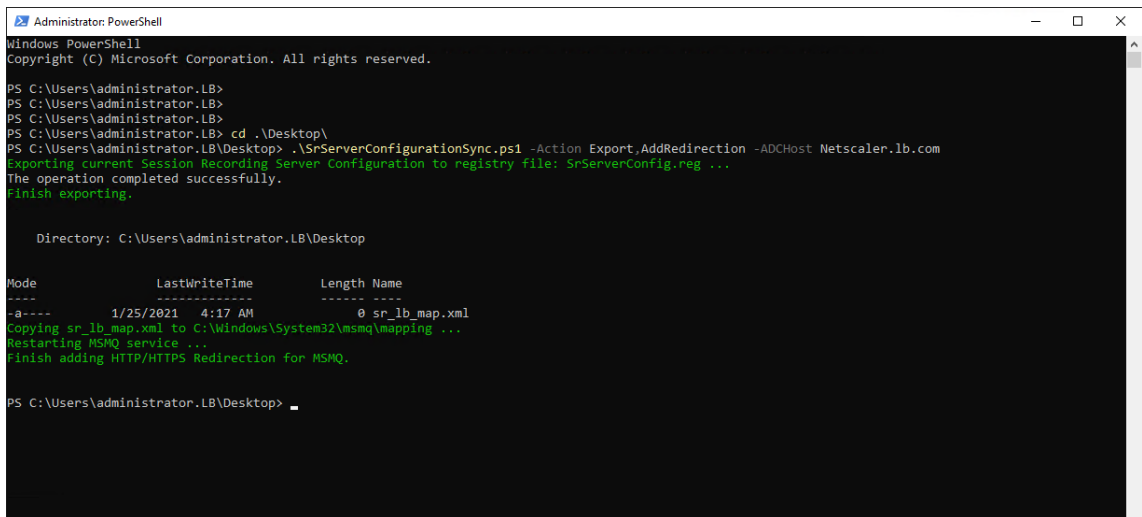 Administrator: PowerShell
Windows PowerShell
Copyright (C) Microsoft Corporation. All rights reserved.
PS C:\Users\administrator.LB>
PS C:\Users\administrator.LB>
PS C:\Users\administrator.LB>
PS C:\Users\administrator.LB> cd .\Desktop\
PS C:\Users\administrator.LB\Desktop> .\SrServerConfigurationSync.ps1 -Action Export,AddRedirection -ADCHost Netscaler.lb.com
Exporting current Session Recording Server Configuration to registry file: SrServerConfig.reg ...
The operation completed successfully.
Finish exporting.
    Directory: C:\Users\administrator.LB\Desktop
Mode                LastWriteTime         Length Name
----                -------------         ------ ----
-a----        1/25/2021   4:17 AM              0 sr_lb_map.xml
Copying sr_lb_map.xml to C:\Windows\System32\msmq\mapping ...
Restarting MSMQ service ...
Finish adding HTTP/HTTPS Redirection for MSMQ.
PS C:\Users\administrator.LB\Desktop>